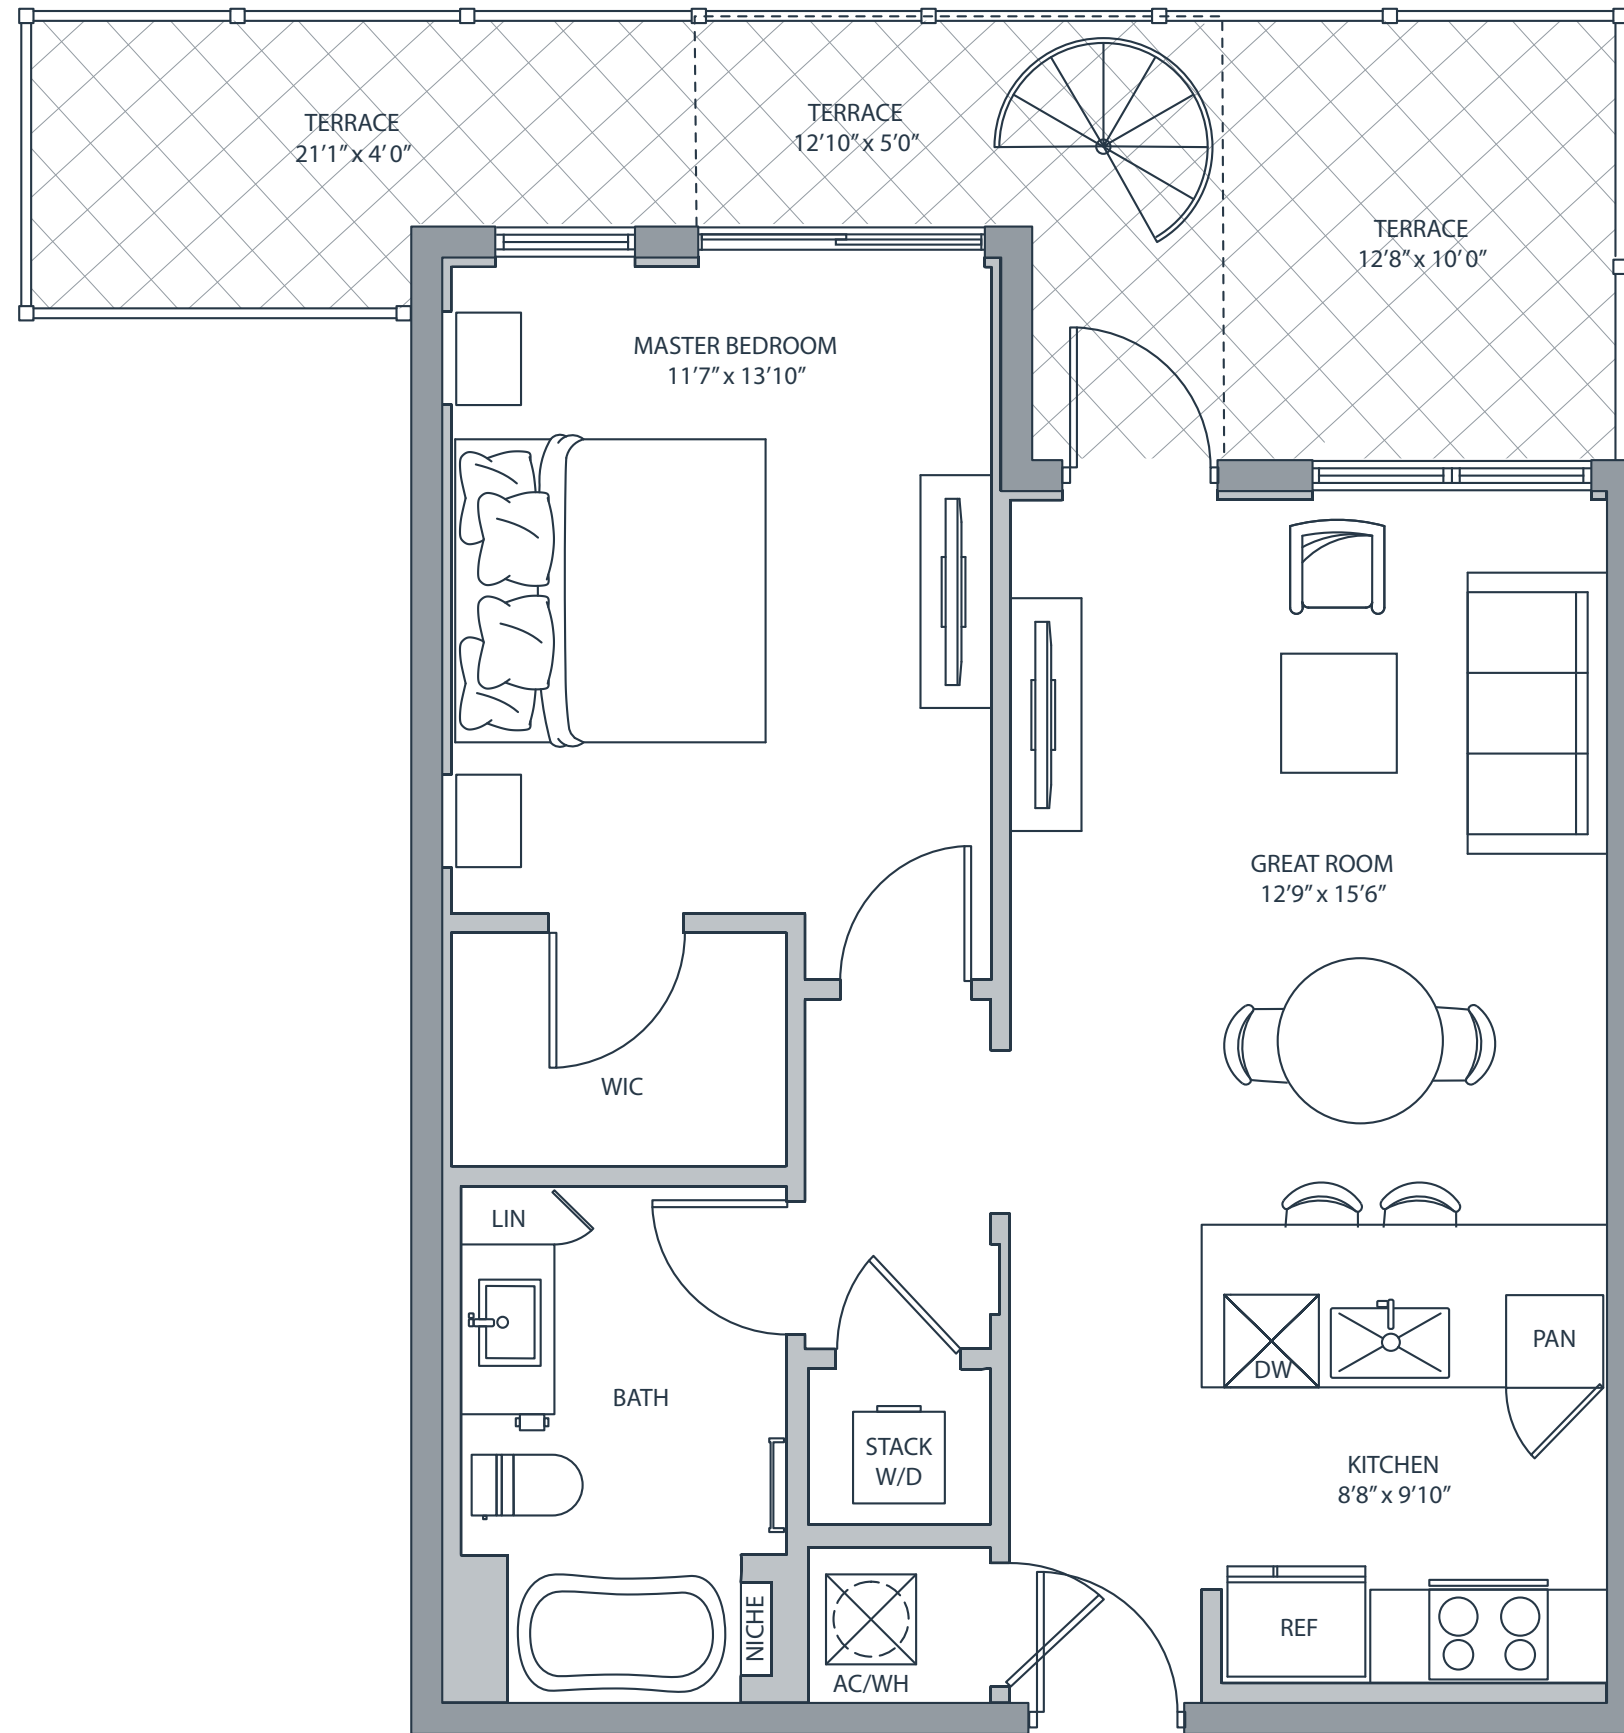 TERRACE
21’1” x 4’ 0”
TERRACE
12’10” x 5’0”
TERRACE
12’8” x 10’ 0”
MASTER BEDROOM
11’7” x 13’10”
GREAT ROOM
12’9” x 15’6”
WIC
LIN
BATH
STACK
W/D
DW
PAN
KITCHEN
8’8” x 9’10”
NICHE
AC/WH
REF